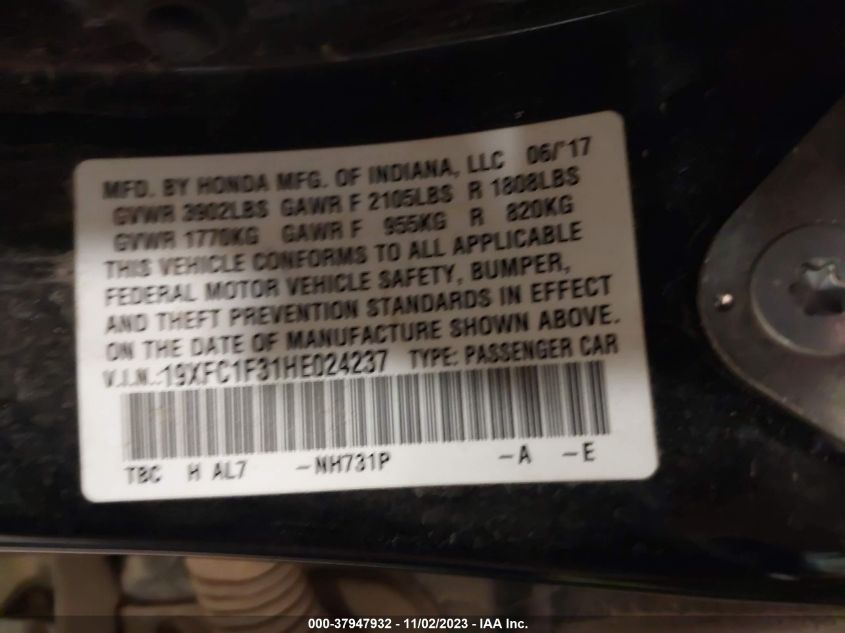 MFD. BY HONDA MFG. OF INDIANA, LLC 06/'17
GVWR 3902LBS GAWR F 2105LBS R 1808LBS
GVWR 1770KG GAWR F 955KG R 820KG
THIS VEHICLE CONFORMS TO ALL APPLICABLE
FEDERAL MOTOR VEHICLE SAFETY, BUMPER,
AND THEFT PREVENTION STANDARDS IN EFFECT
ON THE DATE OF MANUFACTURE SHOWN ABOVE.
V.I.N.:19XFC1F31HE024237 TYPE: PASSENGER CAR
TBC H AL7 -NH731P -A -E
000-37947932 - 11/02/2023 - IAA Inc.